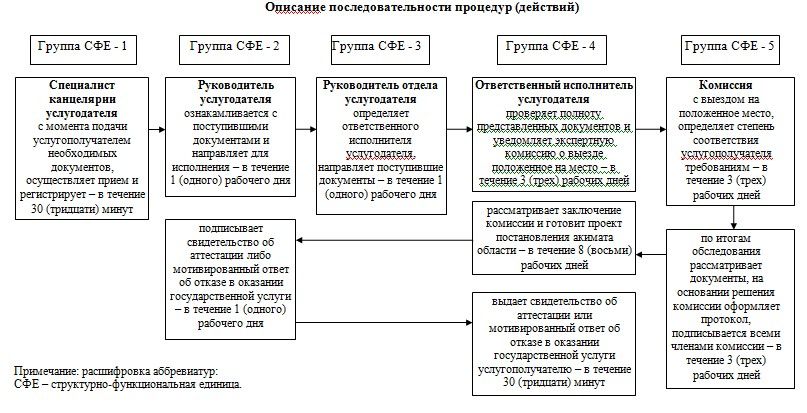 Описание последовательности процедур (действий)
Группа СФЕ - 1
Группа СФЕ - 2
Группа СФЕ - 3
Группа СФЕ - 4
Группа СФЕ - 5
Специалист
канцелярии
услугодателя
с момента подачи
услугополучателем
необходимых
документов,
осуществляет прием и
регистрирует – в течение
30 (тридцати) минут
Руководитель
услугодателя
ознакамливается с
поступившими
документами и
направляет для
исполнения – в течение
1 (одного) рабочего дня
Руководитель отдела
услугодателя
определяет
ответственного
исполнителя
услугодателя,
направляет поступившие
документы – в течение 1
(одного) рабочего дня
Ответственный исполнитель
услугодателя
проверяет полноту
представленных документов и
уведомляет экспертную
комиссию о выезде
положенное на место – в
течение 3 (трех) рабочих дней
Комиссия
с выездом на
положенное место,
определяет степень
соответствия
услугополучателя
требованиям – в
течение 3 (трех)
рабочих дней
подписывает
свидетельство об
аттестации либо
мотивированный ответ
об отказе в оказании
государственной услуги
– в течение 1 (одного)
рабочего дня
рассматривает заключение
комиссии и готовит проект
постановления акимата
области – в течение 8 (восьми)
рабочих дней
по итогам
обследования
рассматривает
документы, на
основании решения
комиссии оформляет
протокол,
подписывается всеми
членами комиссии – в
течение 3 (трех)
рабочих дней
выдает свидетельство об
аттестации или
мотивированный ответ об
отказе в оказании
государственной услуги
услугополучателю – в течение
30 (тридцати) минут
Примечание: расшифровка аббревиатур:
СФЕ – структурно-функциональная единица.